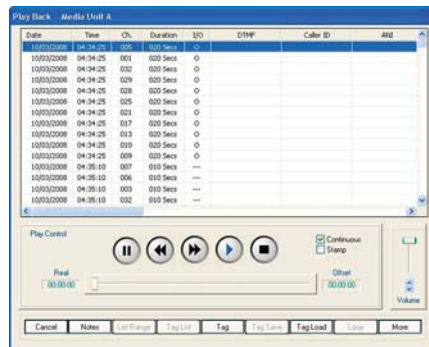 Play Back Media Unit A
Date Time Ch. Duration I/O DTMF Caller ID ANI
10/03/2008 04:34:25 005 020 Secs O
10/03/2008 04:34:25 001 020 Secs O
10/03/2008 04:34:25 032 020 Secs O
10/03/2008 04:34:25 029 020 Secs O
10/03/2008 04:34:25 028 020 Secs O
10/03/2008 04:34:25 025 020 Secs O
10/03/2008 04:34:25 021 020 Secs O
10/03/2008 04:34:25 017 020 Secs O
10/03/2008 04:34:25 013 020 Secs O
10/03/2008 04:34:25 010 020 Secs O
10/03/2008 04:34:25 009 020 Secs O
10/03/2008 04:35:10 007 010 Secs ---
10/03/2008 04:35:10 006 010 Secs ---
10/03/2008 04:35:10 003 010 Secs ---
10/03/2008 04:35:10 032 010 Secs ---
Play Control
Continuous
Stamp
Real
00:00:00
Offset
00:00:00
Volume
Cancel Notes List Range Tag List Tag Tag Save Tag Load Loop More